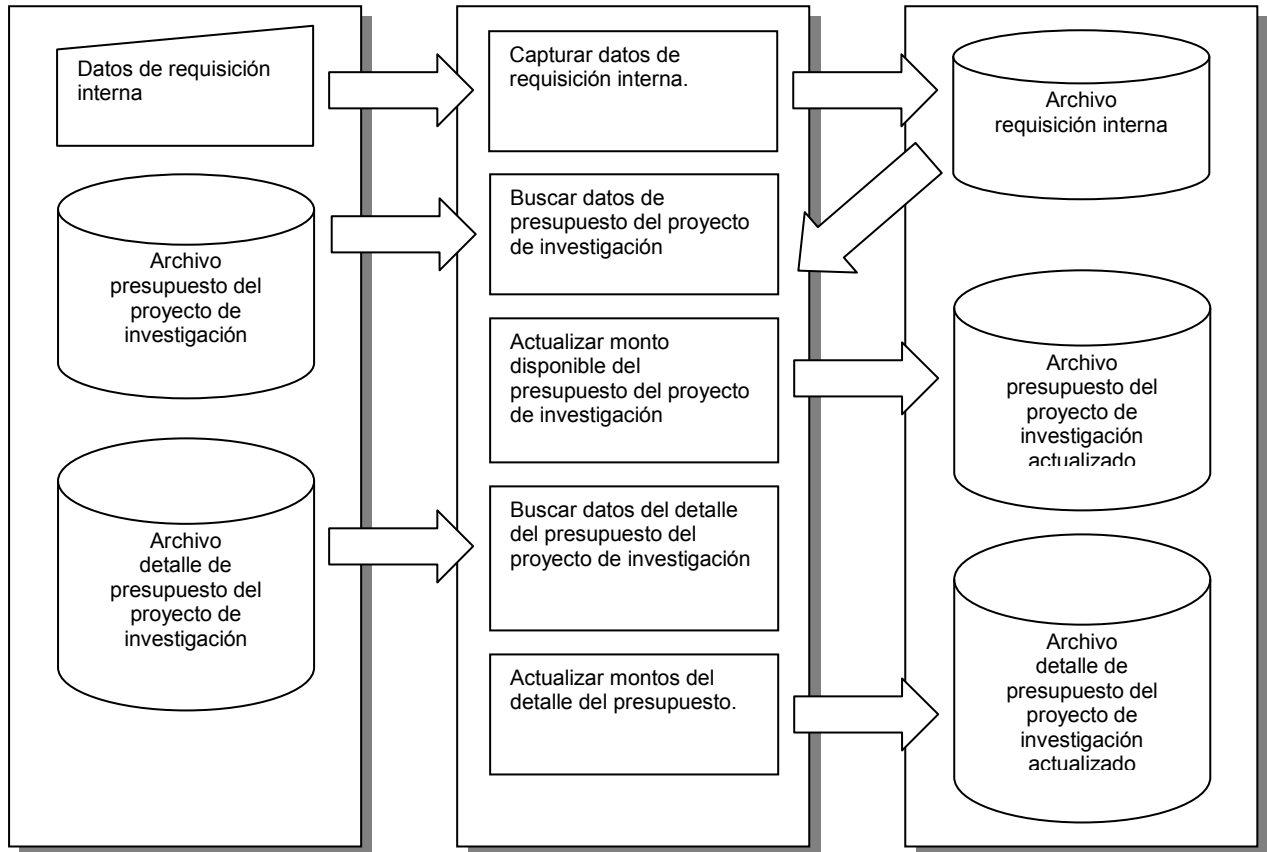 Datos de requisición
interna
Archivo
presupuesto del
proyecto de
investigación
Archivo
detalle de
presupuesto del
proyecto de
investigación
Capturar datos de
requisición interna.
Buscar datos de
presupuesto del proyecto
de investigación
Actualizar monto
disponible del
presupuesto del proyecto
de investigación
Buscar datos del detalle
del presupuesto del
proyecto de investigación
Actualizar montos del
detalle del presupuesto.
Archivo
requisición interna
Archivo
presupuesto del
proyecto de
investigación
actualizado
Archivo
detalle de
presupuesto del
proyecto de
investigación
actualizado